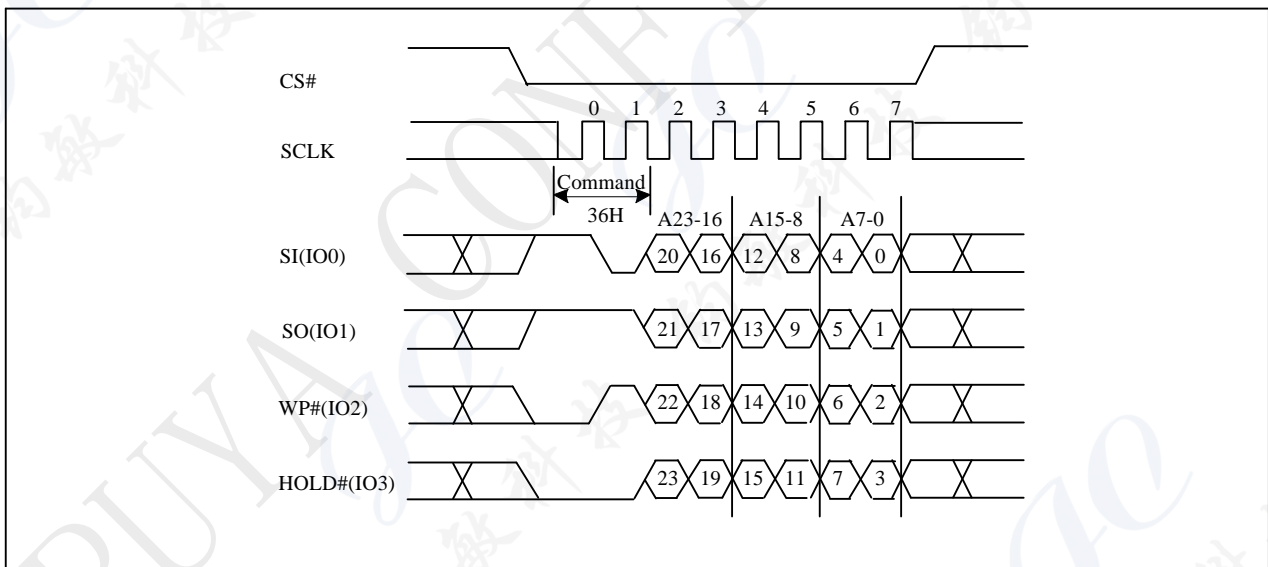 CS#
0 1 2 3 4 5 6 7
SCLK
Command
36H
A23-16 A15-8 A7-0
SI(IO0)
20 16 12 8 4 0
SO(IO1)
21 17 13 9 5 1
WP#(IO2)
22 18 14 10 6 2
HOLD#(IO3)
23 19 15 11 7 3
PUYA CONF